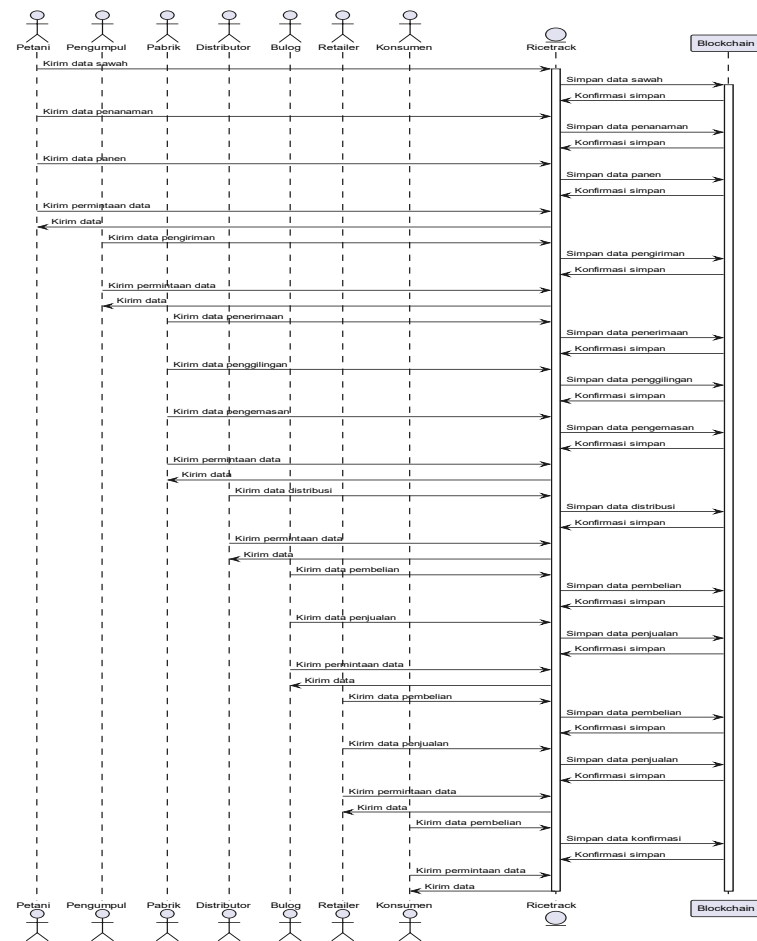 Petani Pengumpul Pabrik Distributor Bulog Retailer Konsumen Ricetrack Blockchain
Kirim data sawah
Simpan data sawah
Konfirmasi simpan
Kirim data penanaman
Simpan data penanaman
Konfirmasi simpan
Kirim data panen
Simpan data panen
Konfirmasi simpan
Kirim permintaan data
Kirim data
Kirim data pengiriman
Simpan data pengiriman
Konfirmasi simpan
Kirim permintaan data
Kirim data
Kirim data penerimaan
Simpan data penerimaan
Konfirmasi simpan
Kirim data penggilingan
Simpan data penggilingan
Konfirmasi simpan
Kirim data pengemasan
Simpan data pengemasan
Konfirmasi simpan
Kirim permintaan data
Kirim data
Kirim data distribusi
Simpan data distribusi
Konfirmasi simpan
Kirim permintaan data
Kirim data
Kirim data pembelian
Simpan data pembelian
Konfirmasi simpan
Kirim data penjualan
Simpan data penjualan
Konfirmasi simpan
Kirim permintaan data
Kirim data
Kirim data pembelian
Simpan data pembelian
Konfirmasi simpan
Kirim data penjualan
Simpan data penjualan
Konfirmasi simpan
Kirim permintaan data
Kirim data
Kirim data pembelian
Simpan data konfirmasi
Konfirmasi simpan
Kirim permintaan data
Kirim data
Petani Pengumpul Pabrik Distributor Bulog Retailer Konsumen Ricetrack Blockchain